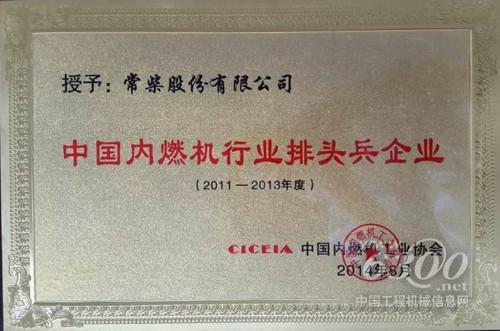 授予：常柴股份有限公司
中国内燃机行业排头兵企业
（2011－2013年度）
CICEIA 中国内燃机工业协会
2014年8月
.net
中国工程机械信息网